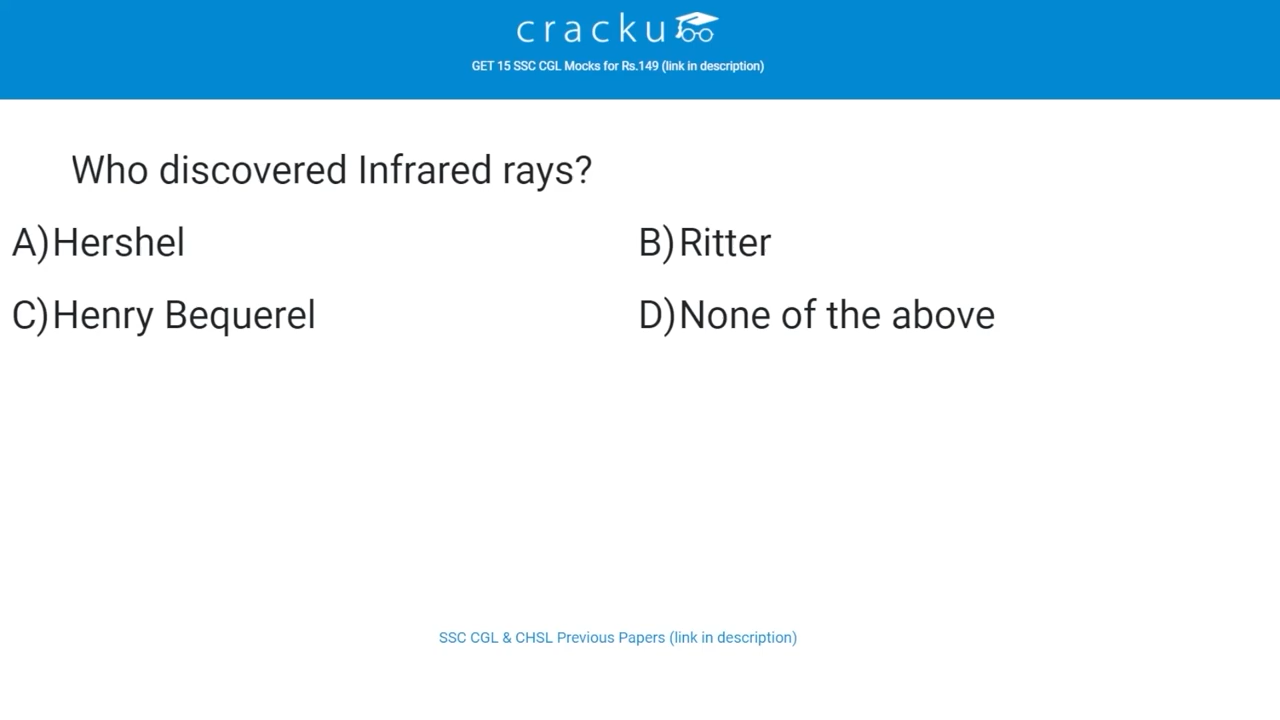 cracku
GET 15 SSC CGL Mocks for Rs.149 (link in description)
Who discovered Infrared rays?
A)Hershel
B)Ritter
C)Henry Bequerel
D)None of the above
SSC CGL & CHSL Previous Papers (link in description)